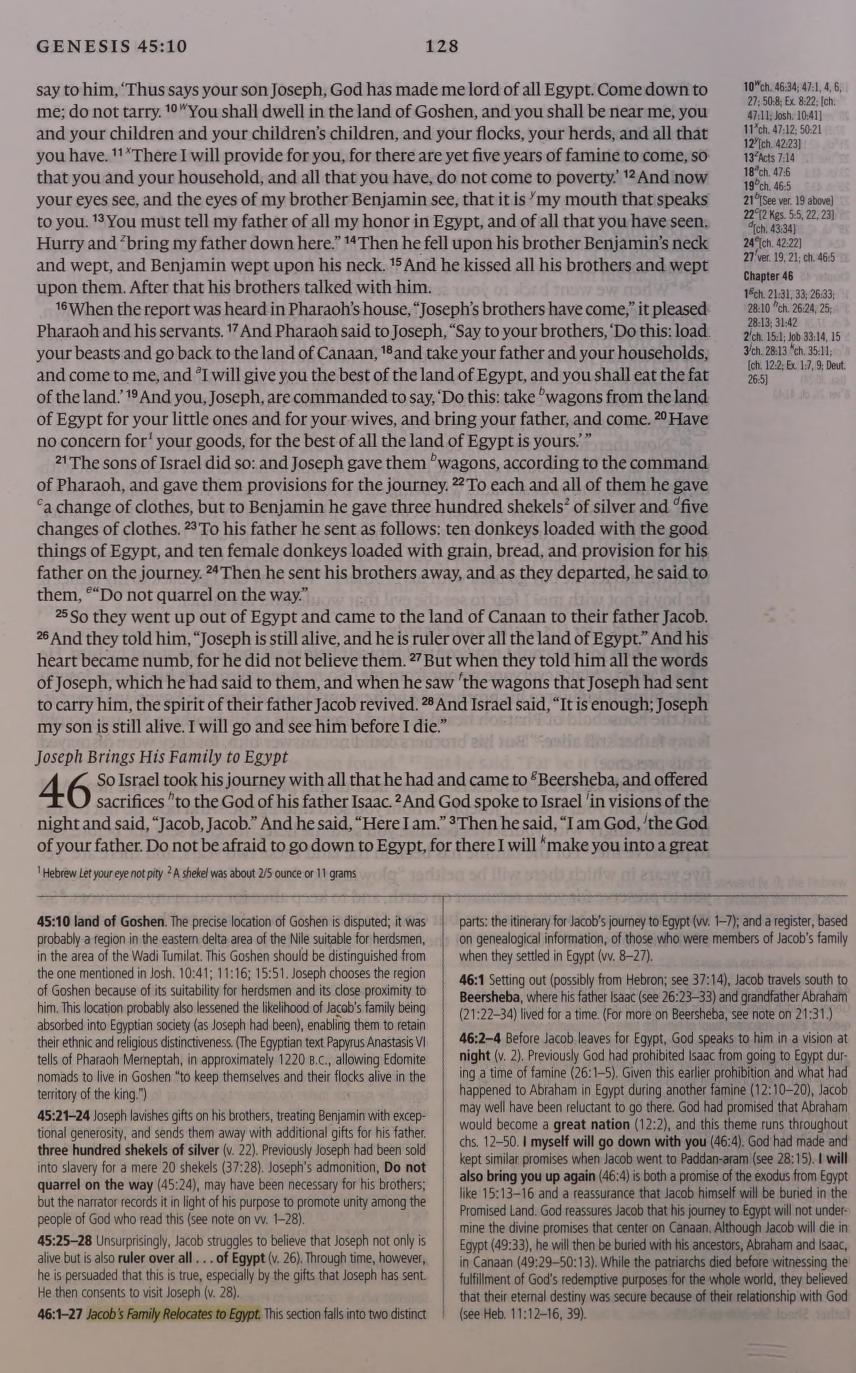 GENESIS 45:10
128
say to him, ‘Thus says your son Joseph, God has made me lord of all Egypt. Come down to
me; do not tarry. 10 wYou shall dwell in the land of Goshen, and you shall be near me, you
and your children and your children’s children, and your flocks, your herds, and all that
you have. 11 xThere I will provide for you, for there are yet five years of famine to come, so
that you and your household, and all that you have, do not come to poverty.’ 12 And now
your eyes see, and the eyes of my brother Benjamin see, that it is ymy mouth that speaks
to you. 13 You must tell my father of all my honor in Egypt, and of all that you have seen.
Hurry and zbring my father down here.” 14 Then he fell upon his brother Benjamin’s neck
and wept, and Benjamin wept upon his neck. 15 And he kissed all his brothers and wept
upon them. After that his brothers talked with him.
16 When the report was heard in Pharaoh’s house, “Joseph’s brothers have come,” it pleased
Pharaoh and his servants. 17 And Pharaoh said to Joseph, “Say to your brothers, ‘Do this: load
your beasts and go back to the land of Canaan, 18 and take your father and your households,
and come to me, and aI will give you the best of the land of Egypt, and you shall eat the fat
of the land.’ 19 And you, Joseph, are commanded to say, ‘Do this: take bwagons from the land
of Egypt for your little ones and for your wives, and bring your father, and come. 20 Have
no concern for1 your goods, for the best of all the land of Egypt is yours.’ ”
21 The sons of Israel did so: and Joseph gave them bwagons, according to the command
of Pharaoh, and gave them provisions for the journey. 22 To each and all of them he gave
ca change of clothes, but to Benjamin he gave three hundred shekels2 of silver and dfive
changes of clothes. 23 To his father he sent as follows: ten donkeys loaded with the good
things of Egypt, and ten female donkeys loaded with grain, bread, and provision for his
father on the journey. 24 Then he sent his brothers away, and as they departed, he said to
them, e“Do not quarrel on the way.”
25 So they went up out of Egypt and came to the land of Canaan to their father Jacob.
26 And they told him, “Joseph is still alive, and he is ruler over all the land of Egypt.” And his
heart became numb, for he did not believe them. 27 But when they told him all the words
of Joseph, which he had said to them, and when he saw fthe wagons that Joseph had sent
to carry him, the spirit of their father Jacob revived. 28 And Israel said, “It is enough; Joseph
my son is still alive. I will go and see him before I die.”
Joseph Brings His Family to Egypt
46 So Israel took his journey with all that he had and came to gBeersheba, and offered
sacrifices hto the God of his father Isaac. 2 And God spoke to Israel iin visions of the
night and said, “Jacob, Jacob.” And he said, “Here I am.” 3 Then he said, “I am God, jthe God
of your father. Do not be afraid to go down to Egypt, for there I will kmake you into a great
1 Hebrew Let your eye not pity 2 A shekel was about 2/5 ounce or 11 grams
10 wch. 46:34; 47:1, 4, 6,
27; 50:8; Ex. 8:22; [ch.
47:11; Josh. 10:41]
11 xch. 47:12; 50:21
12 y[ch. 42:23]
13 zActs 7:14
18 ach. 47:6
19 bch. 46:5
21 b[See ver. 19 above]
22 c[2 Kgs. 5:5, 22, 23]
d[ch. 43:34]
24 e[ch. 42:22]
27 fver. 19, 21; ch. 46:5
Chapter 46
1 gch. 21:31, 33; 26:33;
28:10 hch. 26:24, 25;
28:13; 31:42
2 ich. 15:1; Job 33:14, 15
3 jch. 28:13 kch. 35:11;
[ch. 12:2; Ex. 1:7, 9; Deut.
26:5]
45:10 land of Goshen. The precise location of Goshen is disputed; it was
probably a region in the eastern delta area of the Nile suitable for herdsmen,
in the area of the Wadi Tumilat. This Goshen should be distinguished from
the one mentioned in Josh. 10:41; 11:16; 15:51. Joseph chooses the region
of Goshen because of its suitability for herdsmen and its close proximity to
him. This location probably also lessened the likelihood of Jacob’s family being
absorbed into Egyptian society (as Joseph had been), enabling them to retain
their ethnic and religious distinctiveness. (The Egyptian text Papyrus Anastasis VI
tells of Pharaoh Merneptah, in approximately 1220 B.C., allowing Edomite
nomads to live in Goshen “to keep themselves and their flocks alive in the
territory of the king.”)
45:21–24 Joseph lavishes gifts on his brothers, treating Benjamin with excep-
tional generosity, and sends them away with additional gifts for his father.
three hundred shekels of silver (v. 22). Previously Joseph had been sold
into slavery for a mere 20 shekels (37:28). Joseph’s admonition, Do not
quarrel on the way (45:24), may have been necessary for his brothers;
but the narrator records it in light of his purpose to promote unity among the
people of God who read this (see note on vv. 1–28).
45:25–28 Unsurprisingly, Jacob struggles to believe that Joseph not only is
alive but is also ruler over all . . . of Egypt (v. 26). Through time, however,
he is persuaded that this is true, especially by the gifts that Joseph has sent.
He then consents to visit Joseph (v. 28).
46:1–27 Jacob’s Family Relocates to Egypt. This section falls into two distinct
parts: the itinerary for Jacob’s journey to Egypt (vv. 1–7); and a register, based
on genealogical information, of those who were members of Jacob’s family
when they settled in Egypt (vv. 8–27).
46:1 Setting out (possibly from Hebron; see 37:14), Jacob travels south to
Beersheba, where his father Isaac (see 26:23–33) and grandfather Abraham
(21:22–34) lived for a time. (For more on Beersheba, see note on 21:31.)
46:2–4 Before Jacob leaves for Egypt, God speaks to him in a vision at
night (v. 2). Previously God had prohibited Isaac from going to Egypt dur-
ing a time of famine (26:1–5). Given this earlier prohibition and what had
happened to Abraham in Egypt during another famine (12:10–20), Jacob
may well have been reluctant to go there. God had promised that Abraham
would become a great nation (12:2), and this theme runs throughout
chs. 12–50. I myself will go down with you (46:4). God had made and
kept similar promises when Jacob went to Paddan-aram (see 28:15). I will
also bring you up again (46:4) is both a promise of the exodus from Egypt
like 15:13–16 and a reassurance that Jacob himself will be buried in the
Promised Land. God reassures Jacob that his journey to Egypt will not under-
mine the divine promises that center on Canaan. Although Jacob will die in
Egypt (49:33), he will then be buried with his ancestors, Abraham and Isaac,
in Canaan (49:29–50:13). While the patriarchs died before witnessing the
fulfillment of God’s redemptive purposes for the whole world, they believed
that their eternal destiny was secure because of their relationship with God
(see Heb. 11:12–16, 39).